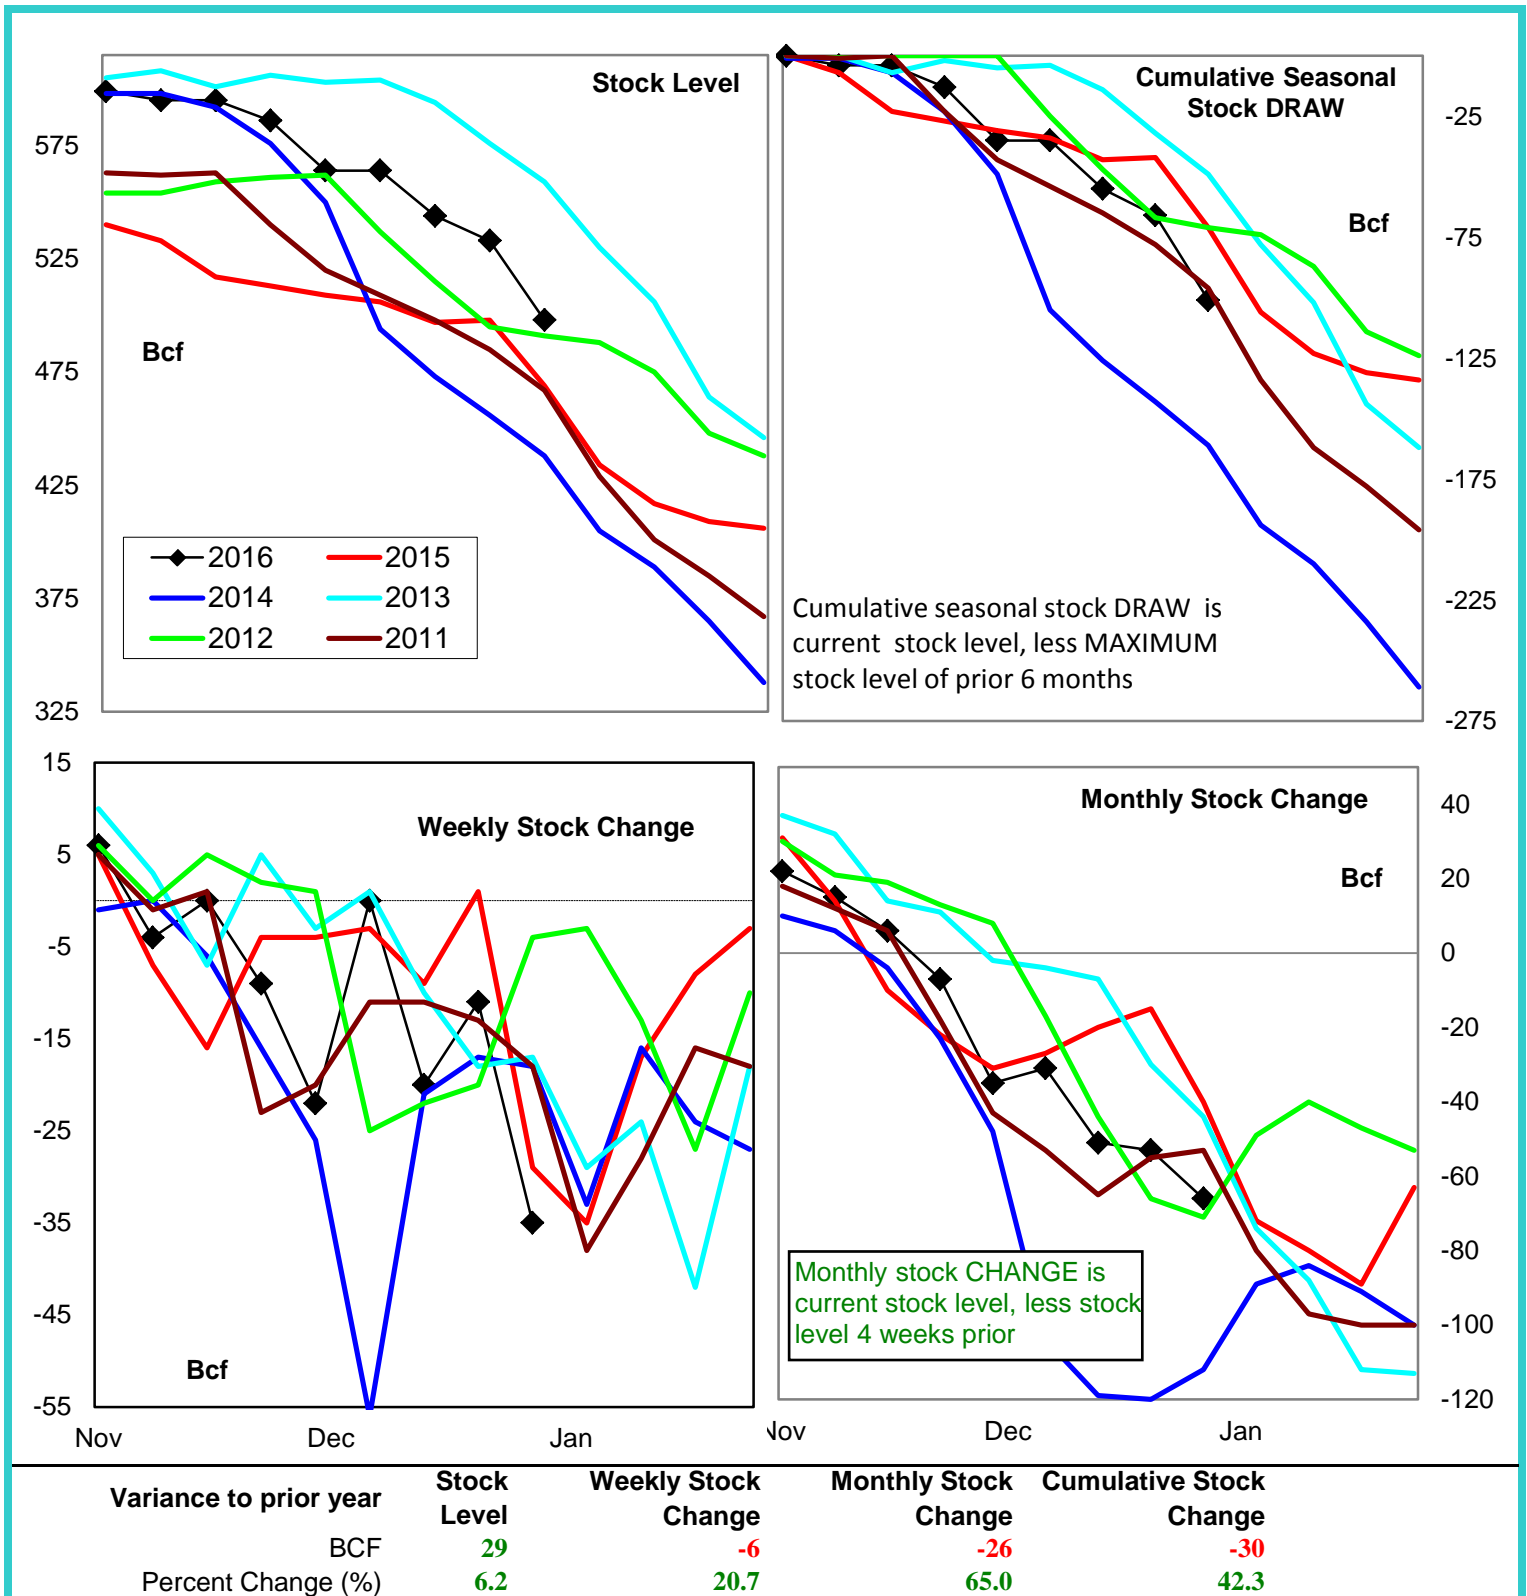 Stock Level
575
525
475
425
375
325
Bcf
2016
2015
2014
2013
2012
2011
Cumulative Seasonal
Stock DRAW
-25
-75
-125
-175
-225
-275
Bcf
Cumulative seasonal stock DRAW is
current stock level, less MAXIMUM
stock level of prior 6 months
Weekly Stock Change
15
5
-5
-15
-25
-35
-45
-55
Bcf
Nov
Dec
Jan
Monthly Stock Change
Bcf
40
20
0
-20
-40
-60
-80
-100
-120
Monthly stock CHANGE is
current stock level, less stock
level 4 weeks prior
Nov
Dec
Jan
Variance to prior year
Stock
Level
Weekly Stock
Change
Monthly Stock
Change
Cumulative Stock
Change
BCF 29 -6 -26 -30
Percent Change (%) 6.2 20.7 65.0 42.3